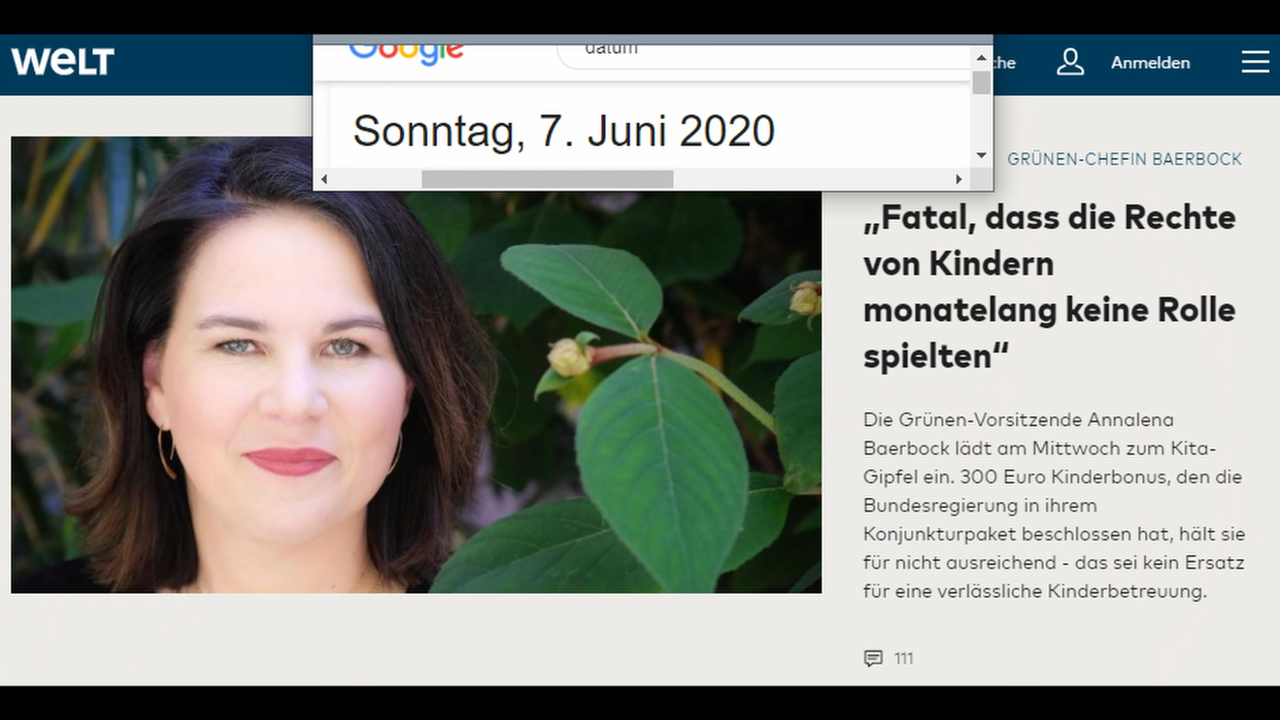 WELT
Google
datum
Sonntag, 7. Juni 2020
che
Anmelden
GRÜNEN-CHEFIN BAERBOCK
„Fatal, dass die Rechte
von Kindern
monatelang keine Rolle
spielten“
Die Grünen-Vorsitzende Annalena
Baerbock lädt am Mittwoch zum Kita-
Gipfel ein. 300 Euro Kinderbonus, den die
Bundesregierung in ihrem
Konjunkturpaket beschlossen hat, hält sie
für nicht ausreichend - das sei kein Ersatz
für eine verlässliche Kinderbetreuung.
111